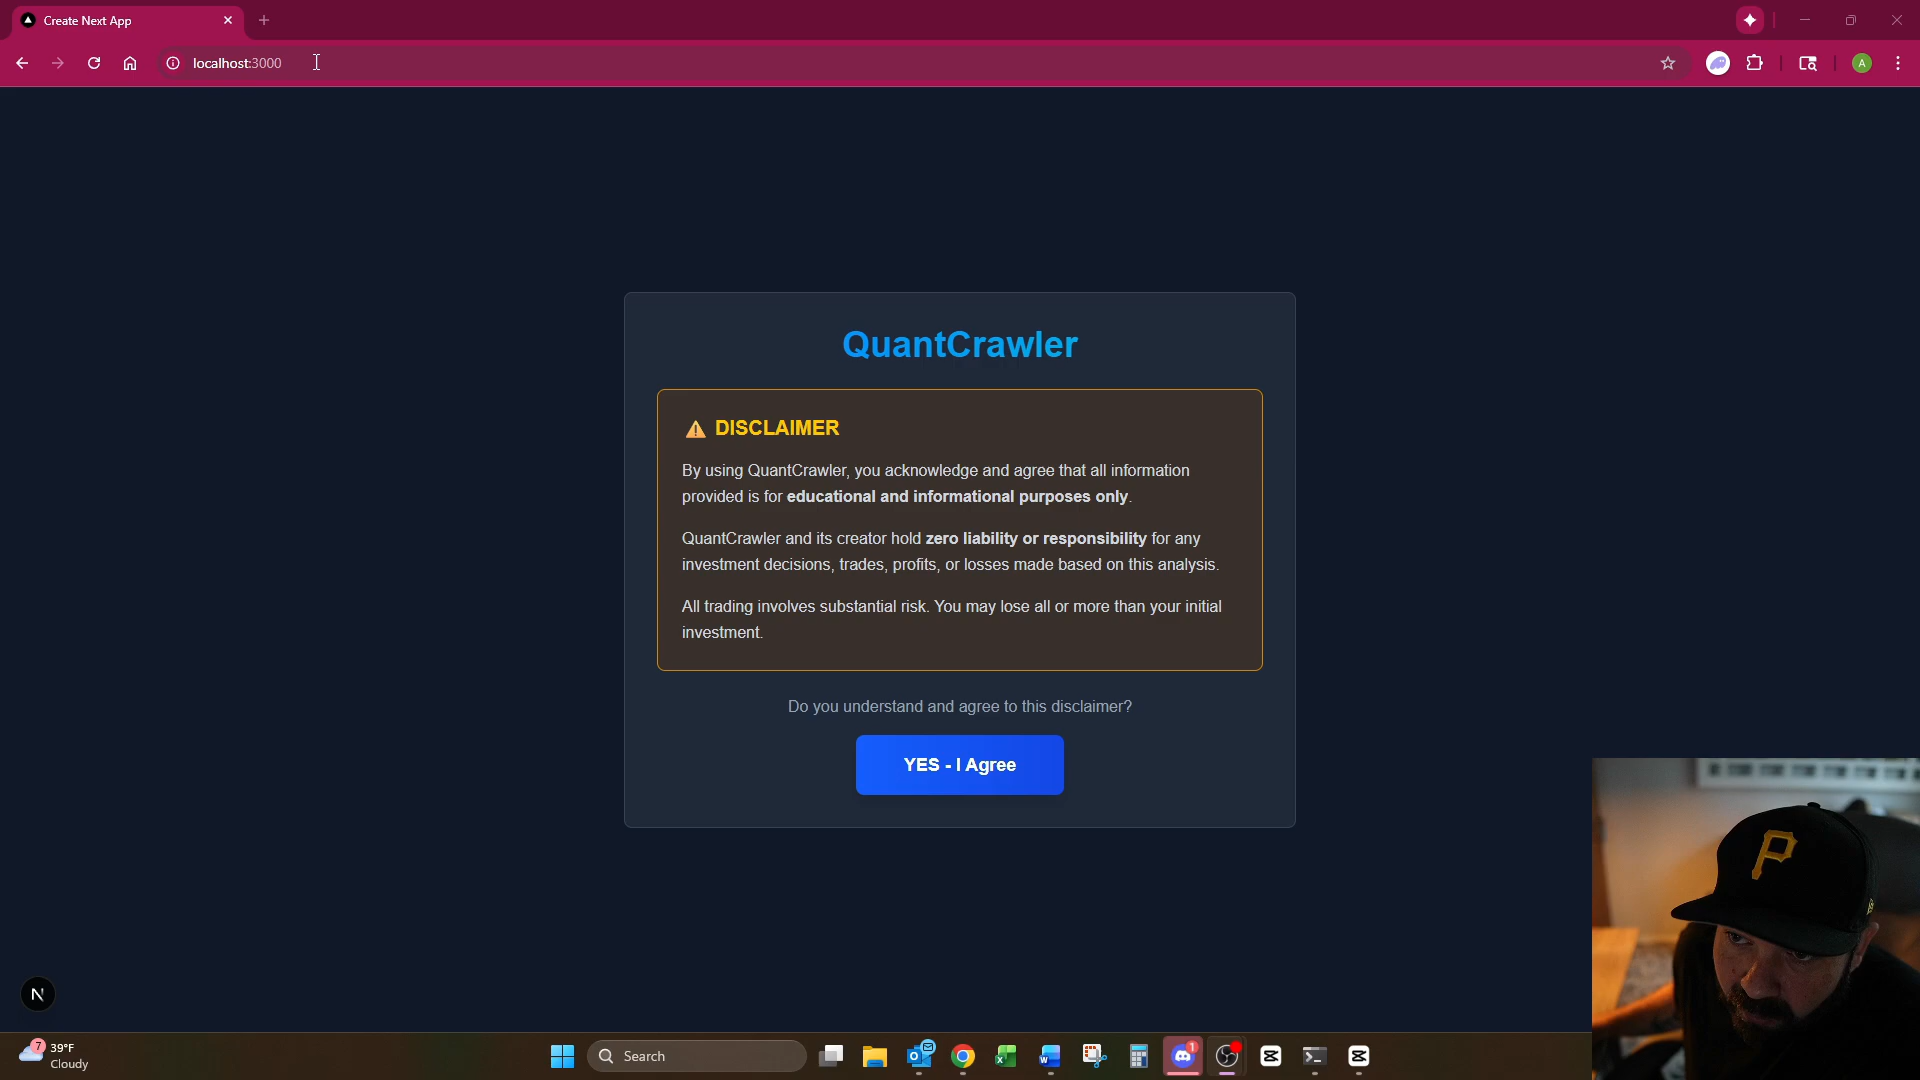 Create Next App
localhost:3000
A
QuantCrawler
DISCLAIMER
By using QuantCrawler, you acknowledge and agree that all information
provided is for educational and informational purposes only.
QuantCrawler and its creator hold zero liability or responsibility for any
investment decisions, trades, profits, or losses made based on this analysis.
All trading involves substantial risk. You may lose all or more than your initial
investment.
Do you understand and agree to this disclaimer?
YES - I Agree
P
N
7
39°F
Cloudy
Search
1